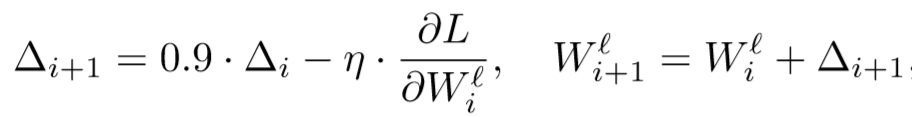 Δ_{i+1} = 0.9 · Δ_i − η · ∂L/∂W_i^ℓ,   W_{i+1}^ℓ = W_i^ℓ + Δ_{i+1},